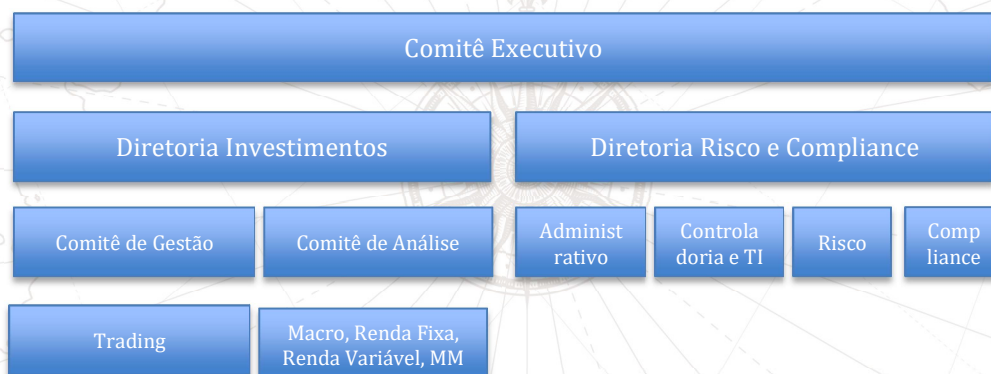 Comitê Executivo
Diretoria Investimentos
Diretoria Risco e Compliance
Comitê de Gestão
Comitê de Análise
Administ
rativo
Controla
doria e TI
Risco
Comp
liance
Trading
Macro, Renda Fixa,
Renda Variável, MM